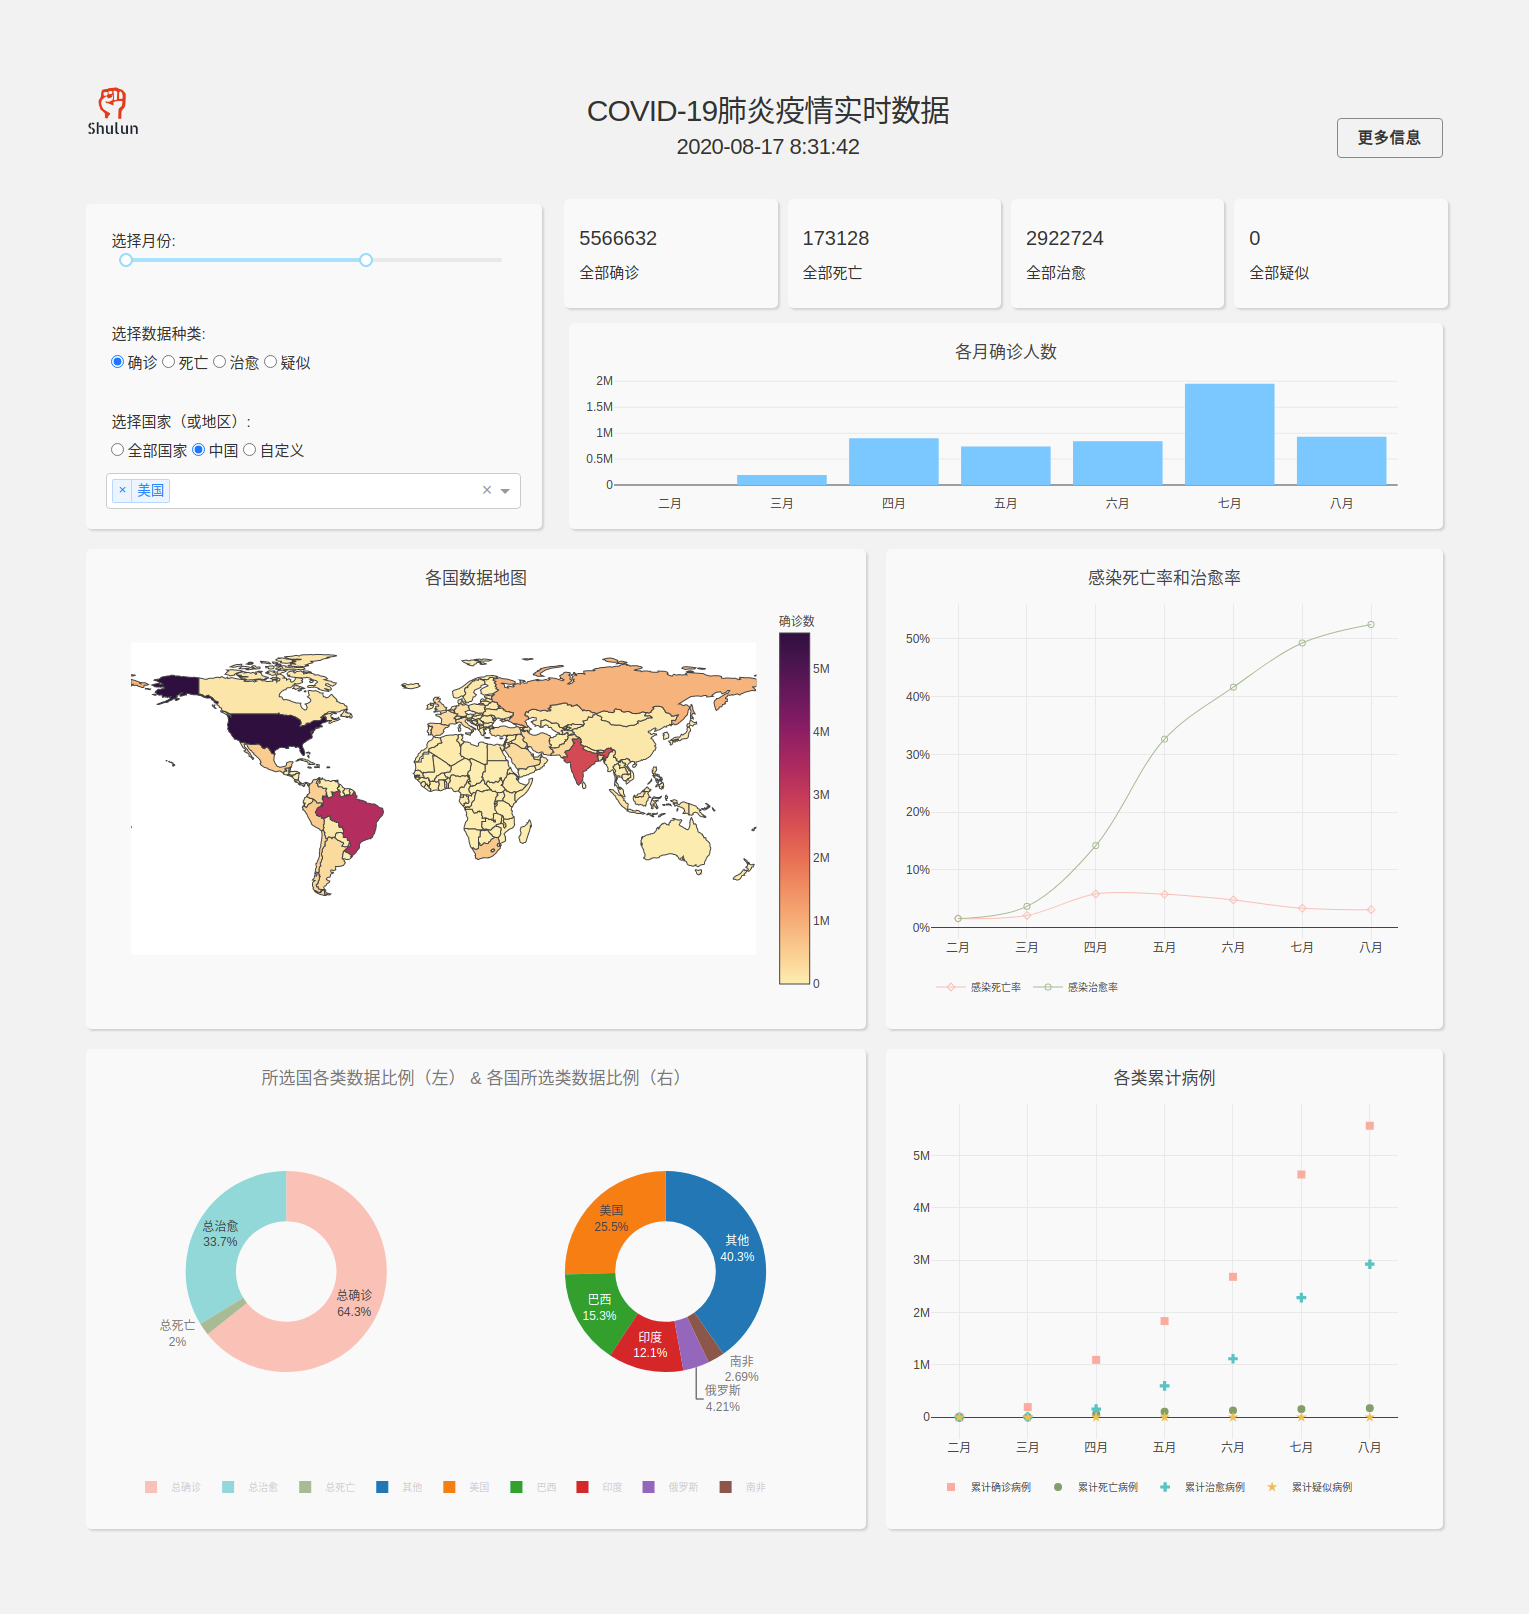 Shulun
COVID-19肺炎疫情实时数据
2020-08-17 8:31:42
更多信息
选择月份:
选择数据种类:
确诊 死亡 治愈 疑似
选择国家（或地区）:
全部国家 中国 自定义
× 美国 ×
5566632
全部确诊
173128
全部死亡
2922724
全部治愈
0
全部疑似
各月确诊人数
2M
1.5M
1M
0.5M
0
二月 三月 四月 五月 六月 七月 八月
各国数据地图
确诊数
5M
4M
3M
2M
1M
0
感染死亡率和治愈率
50%
40%
30%
20%
10%
0%
二月 三月 四月 五月 六月 七月 八月
感染死亡率 感染治愈率
所选国各类数据比例（左） & 各国所选类数据比例（右）
总治愈
33.7%
总确诊
64.3%
总死亡
2%
美国
25.5%
其他
40.3%
巴西
15.3%
印度
12.1%
南非
2.69%
俄罗斯
4.21%
总确诊 总治愈 总死亡 其他 美国 巴西 印度 俄罗斯 南非
各类累计病例
5M
4M
3M
2M
1M
0
二月 三月 四月 五月 六月 七月 八月
累计确诊病例 累计死亡病例 累计治愈病例 累计疑似病例